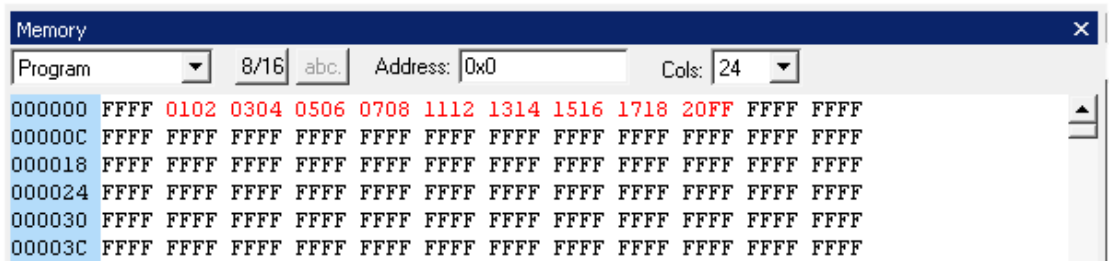 Memory
Program 8/16 abc. Address: 0x0 Cols: 24
000000 FFFF 0102 0304 0506 0708 1112 1314 1516 1718 20FF FFFF FFFF
00000C FFFF FFFF FFFF FFFF FFFF FFFF FFFF FFFF FFFF FFFF FFFF FFFF
000018 FFFF FFFF FFFF FFFF FFFF FFFF FFFF FFFF FFFF FFFF FFFF FFFF
000024 FFFF FFFF FFFF FFFF FFFF FFFF FFFF FFFF FFFF FFFF FFFF FFFF
000030 FFFF FFFF FFFF FFFF FFFF FFFF FFFF FFFF FFFF FFFF FFFF FFFF
00003C FFFF FFFF FFFF FFFF FFFF FFFF FFFF FFFF FFFF FFFF FFFF FFFF